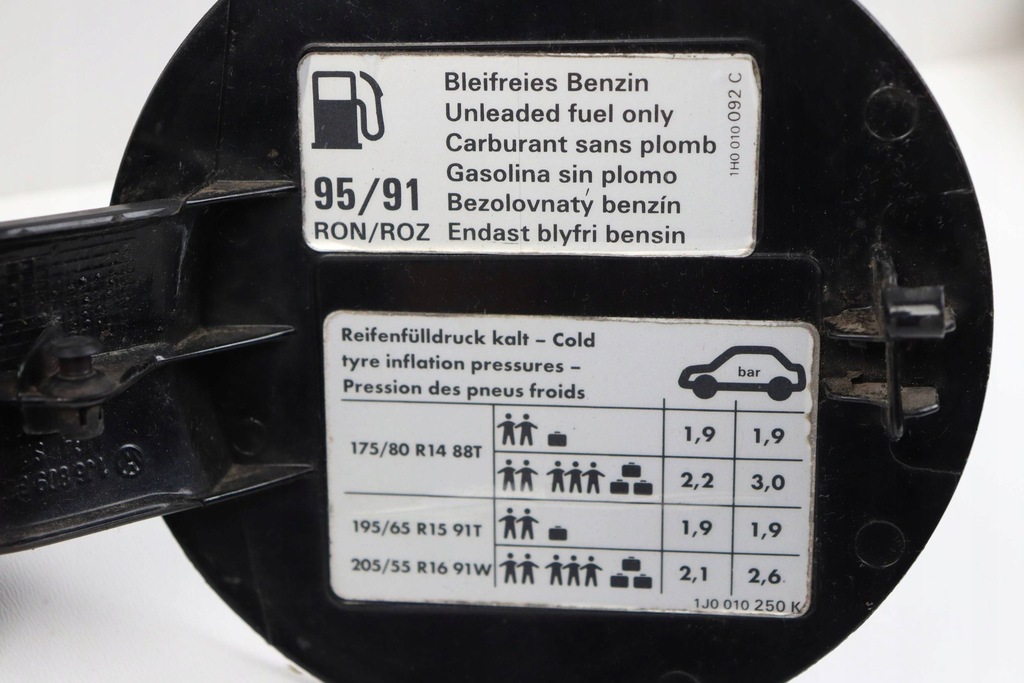 Bleifreies Benzin
Unleaded fuel only
Carburant sans plomb
Gasolina sin plomo
95/91 Bezolovnatý benzín
RON/ROZ Endast blyfri bensin
1H0 010 092 C
Reifenfülldruck kalt – Cold
tyre inflation pressures –
Pression des pneus froids
bar
175/80 R14 88T 1,9 1,9
2,2 3,0
195/65 R15 91T 1,9 1,9
205/55 R16 91W 2,1 2,6
1J0 010 250 K